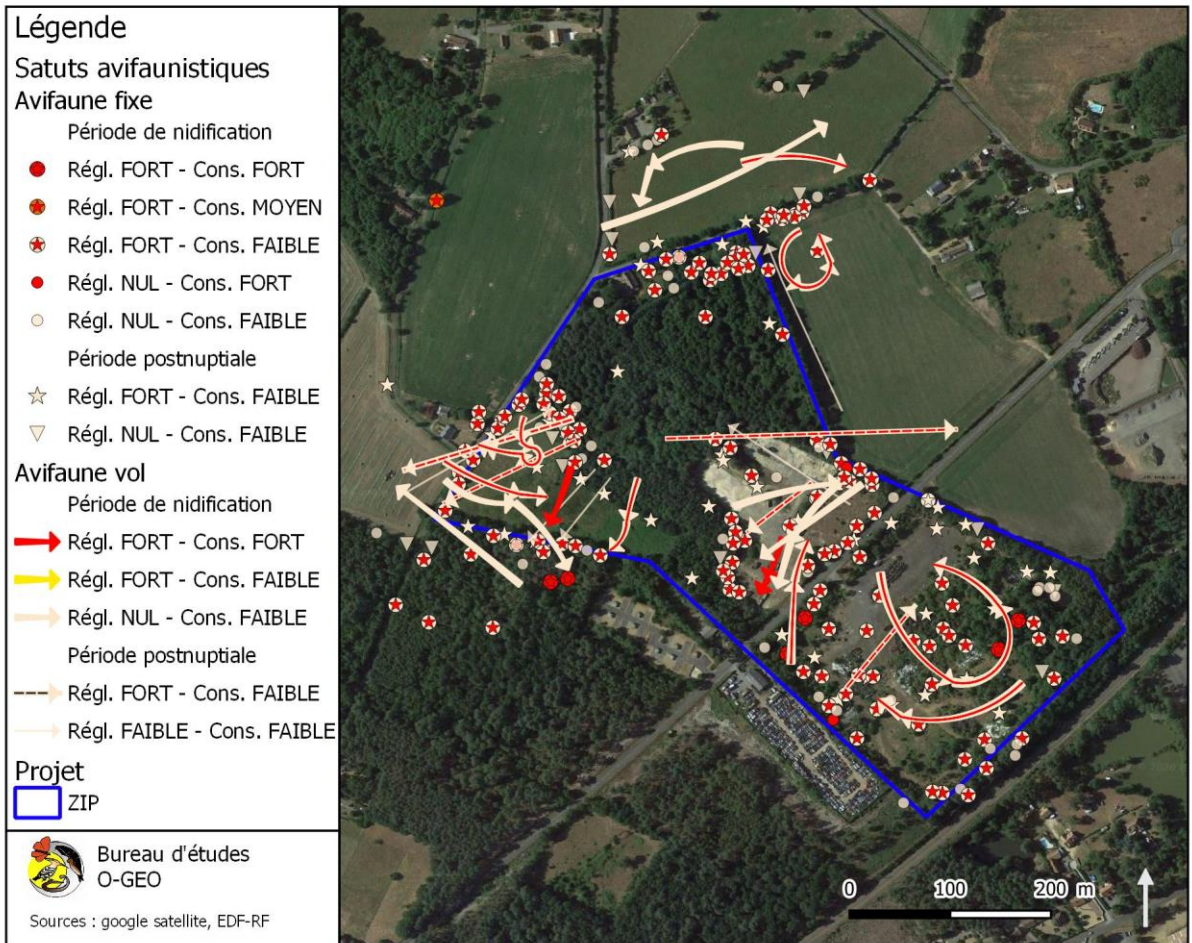 Légende
Satuts avifaunistiques
Avifaune fixe
Période de nidification
Régl. FORT - Cons. FORT
Régl. FORT - Cons. MOYEN
Régl. FORT - Cons. FAIBLE
Régl. NUL - Cons. FORT
Régl. NUL - Cons. FAIBLE
Période postnuptiale
Régl. FORT - Cons. FAIBLE
Régl. NUL - Cons. FAIBLE
Avifaune vol
Période de nidification
Régl. FORT - Cons. FORT
Régl. FORT - Cons. FAIBLE
Régl. NUL - Cons. FAIBLE
Période postnuptiale
Régl. FORT - Cons. FAIBLE
Régl. FAIBLE - Cons. FAIBLE
Projet
ZIP
Bureau d'études
O-GEO
Sources : google satellite, EDF-RF
0 100 200 m